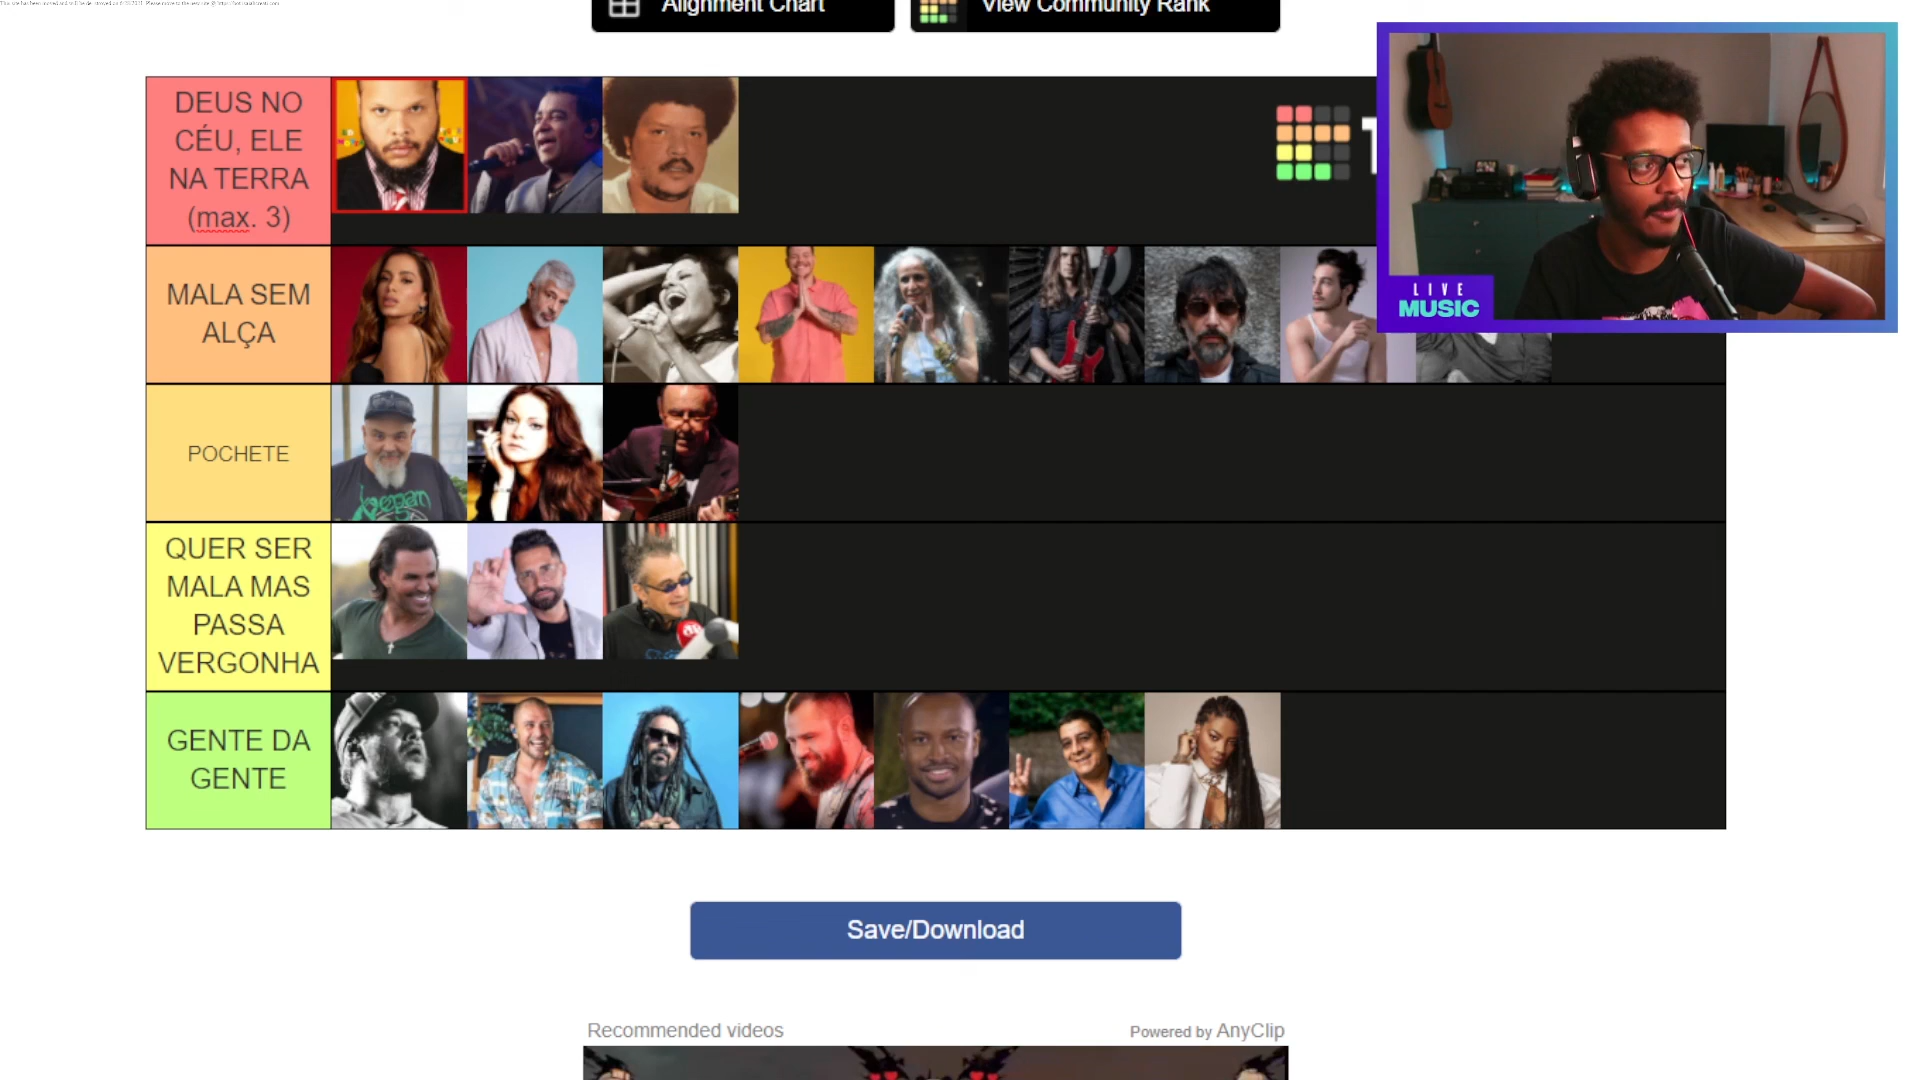 Alignment Chart
View Community Rank
DEUS NO
CÉU, ELE
NA TERRA
(max. 3)
T
LIVE
MUSIC
MALA SEM
ALÇA
POCHETE
QUER SER
MALA MAS
PASSA
VERGONHA
GENTE DA
GENTE
Save/Download
Recommended videos
Powered by AnyClip